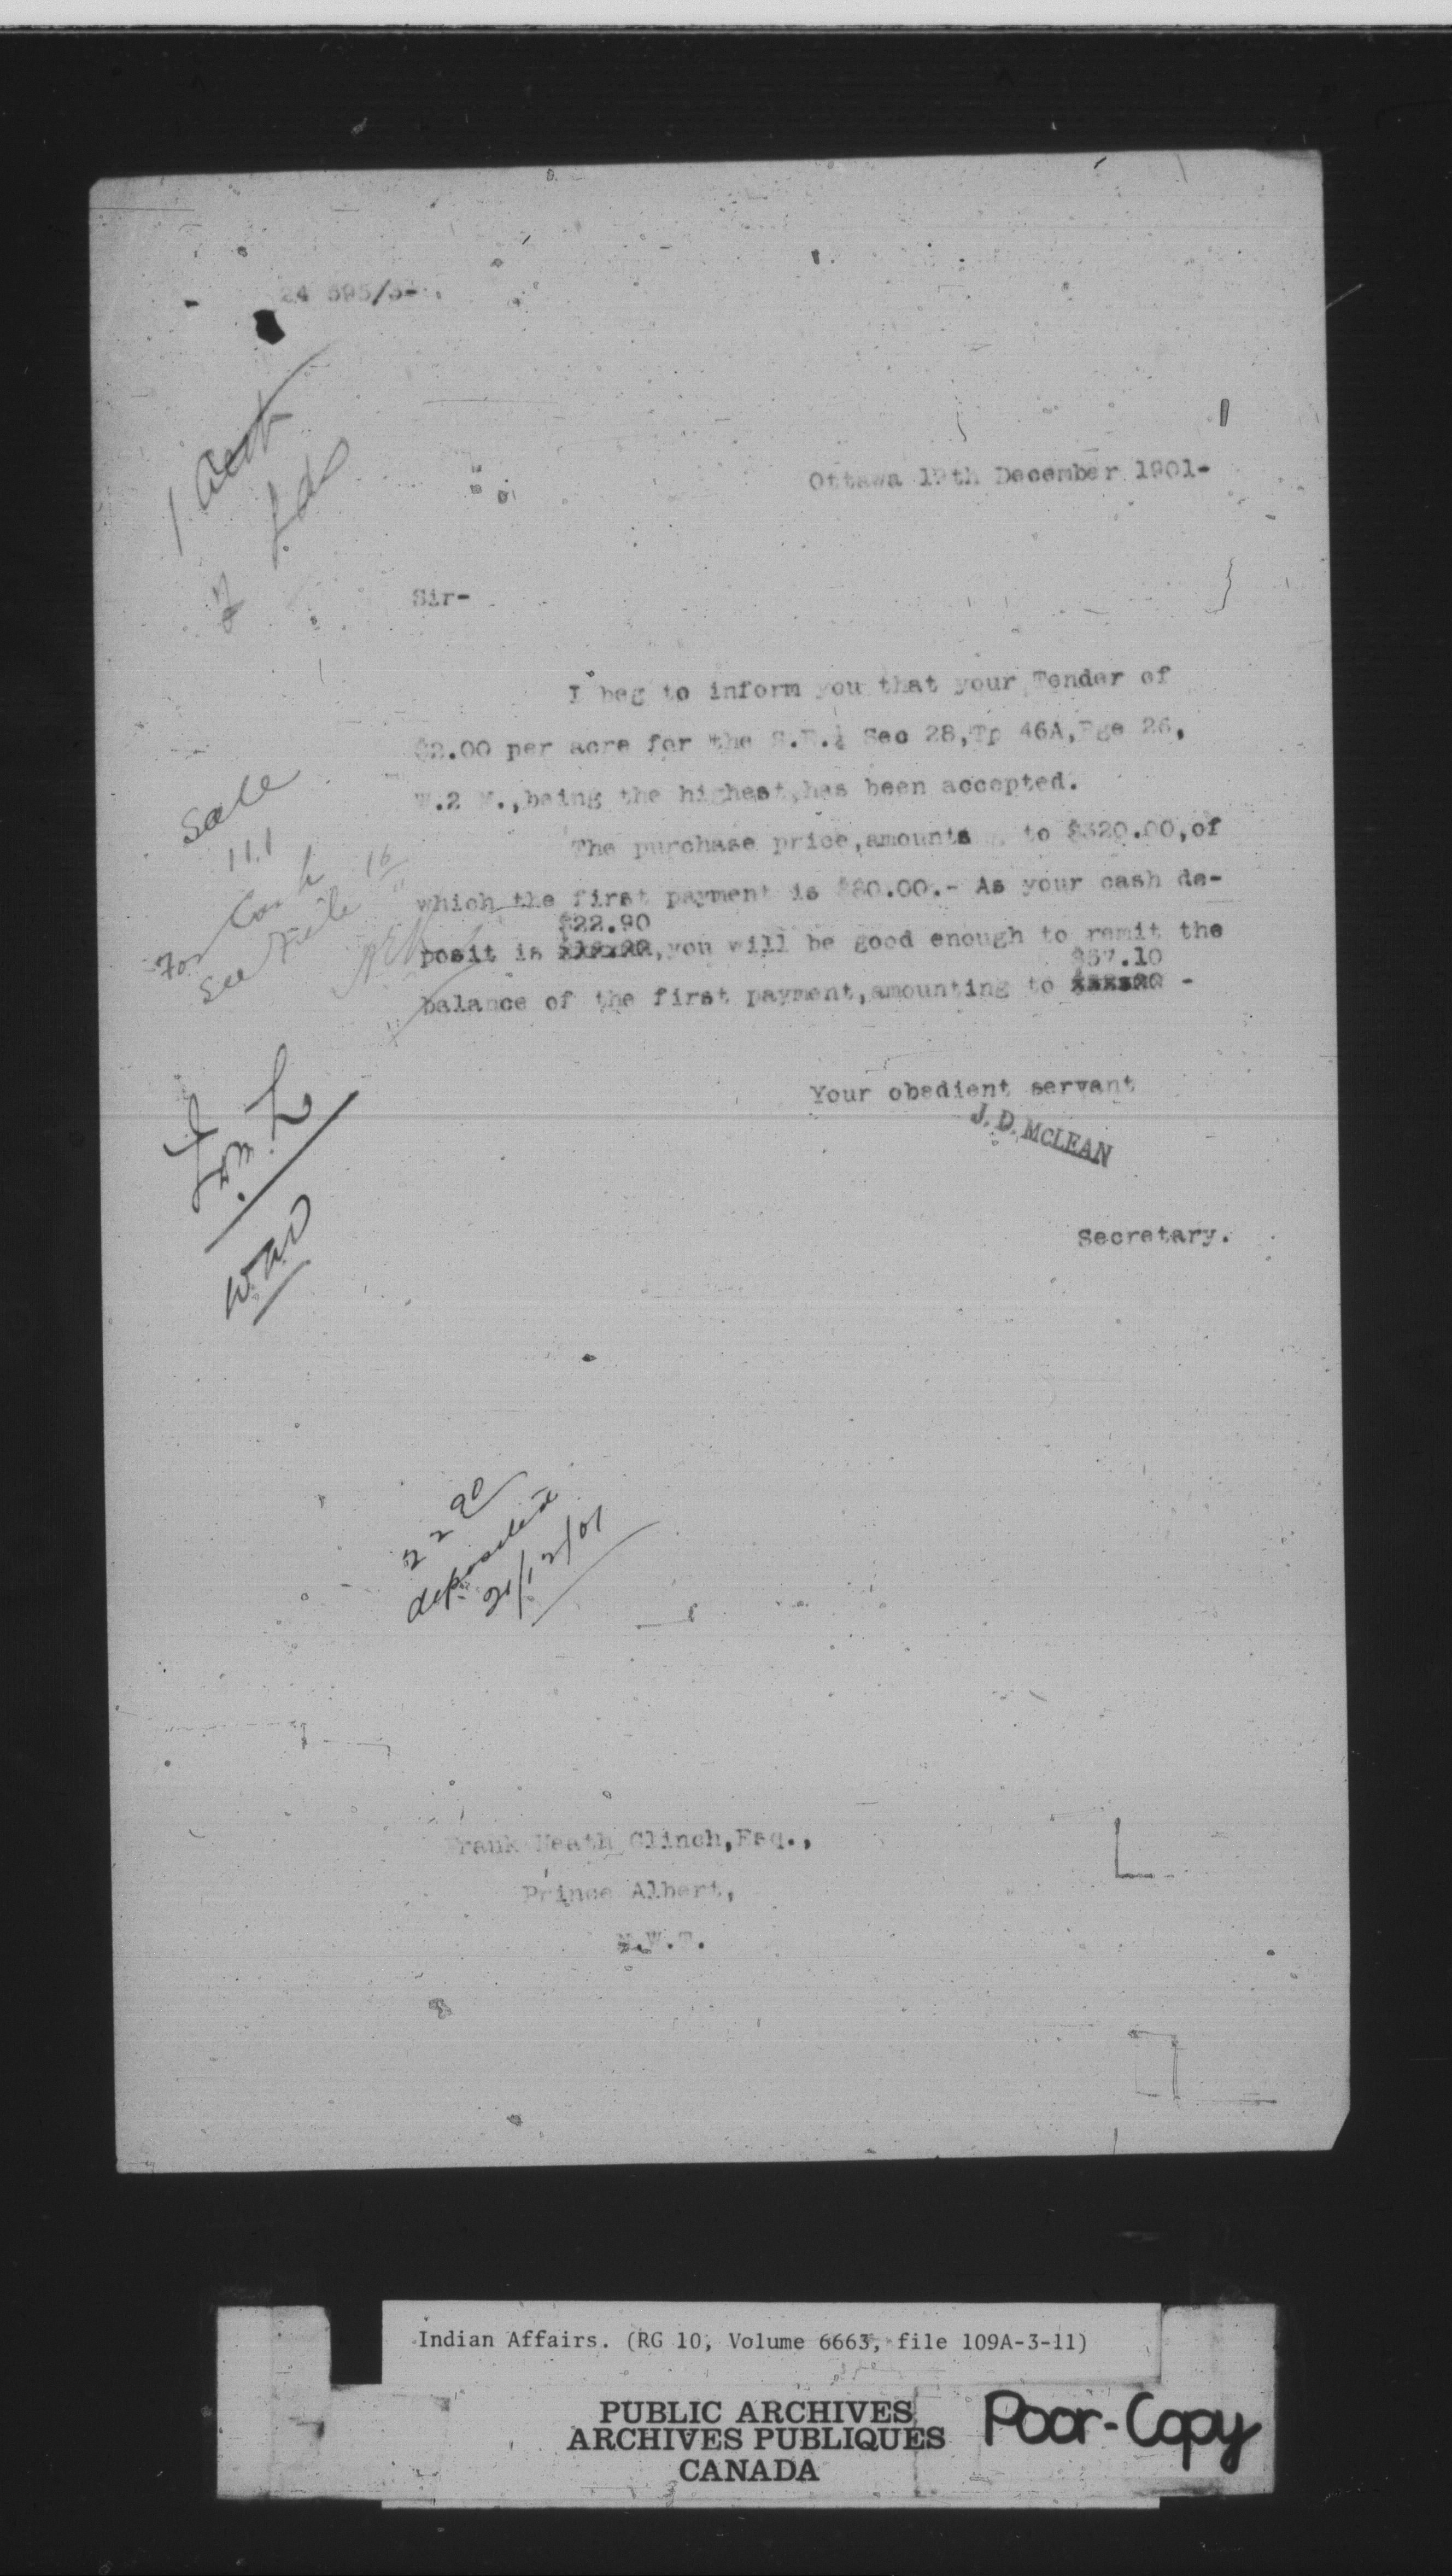 24 595/3-
1 Cert
Ottawa 19th December 1901-
Sir-
I beg to inform you that your Tender of
$2.00 per acre for the S.E.¼ Sec 28,Tp 46A,Rge 26,
W.2 M.,being the highest,has been accepted.
Sale
111
The purchase price,amounts to $320.00,of
For Cash
See File 16
which the first payment is $80.00.- As your cash de-
$22.90
posit is ,you will be good enough to remit the
$57.10
balance of the first payment,amounting to -
Your obedient servant
J. D. McLEAN
Secretary.
22 90
deposited
21/12/01
Frank Heath Clinch,Esq.,
Prince Albert,
N.W.T.
Indian Affairs. (RG 10, Volume 6663, file 109A-3-11)
PUBLIC ARCHIVES
ARCHIVES PUBLIQUES
CANADA
Poor-Copy